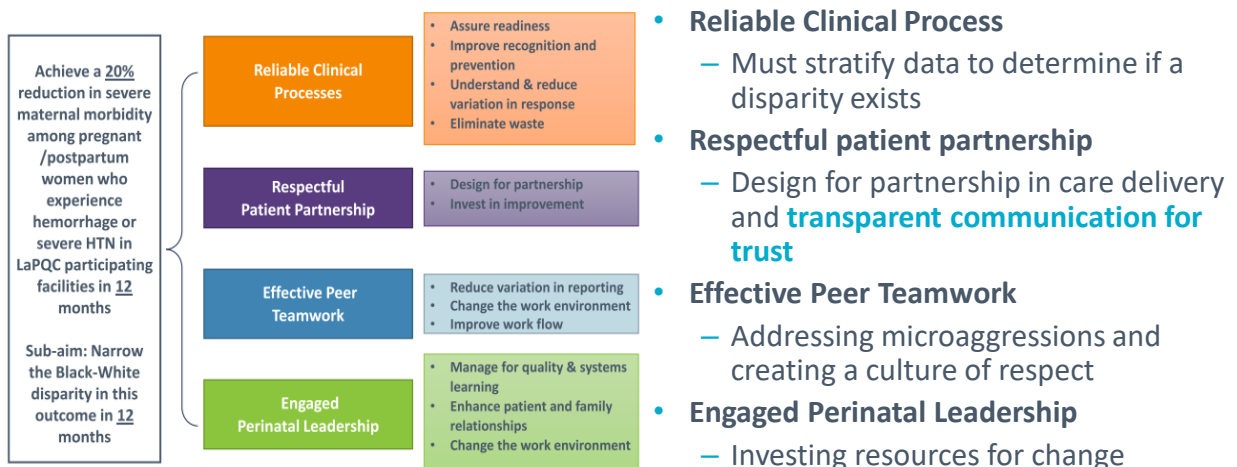 Achieve a 20%
reduction in severe
maternal morbidity
among pregnant
/postpartum
women who
experience
hemorrhage or
severe HTN in
LaPQC participating
facilities in 12
months
Sub-aim: Narrow
the Black-White
disparity in this
outcome in 12
months
Reliable Clinical
Processes
• Assure readiness
• Improve recognition and
prevention
• Understand & reduce
variation in response
• Eliminate waste
Respectful
Patient Partnership
• Design for partnership
• Invest in improvement
Effective Peer
Teamwork
• Reduce variation in reporting
• Change the work environment
• Improve work flow
Engaged
Perinatal Leadership
• Manage for quality & systems
learning
• Enhance patient and family
relationships
• Change the work environment
• Reliable Clinical Process
– Must stratify data to determine if a
disparity exists
• Respectful patient partnership
– Design for partnership in care delivery
and transparent communication for
trust
• Effective Peer Teamwork
– Addressing microaggressions and
creating a culture of respect
• Engaged Perinatal Leadership
– Investing resources for change